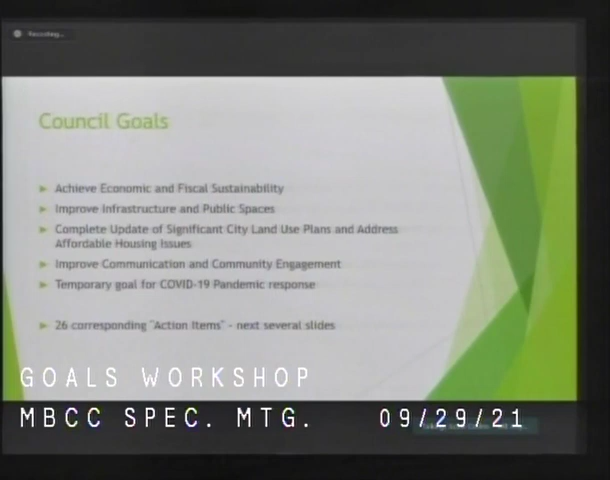 Recording...
Council Goals
Achieve Economic and Fiscal Sustainability
Improve Infrastructure and Public Spaces
Complete Update of Significant City Land Use Plans and Address
Affordable Housing Issues
Improve Communication and Community Engagement
Temporary goal for COVID-19 Pandemic response
26 corresponding "Action Items" - next several slides
GOALS WORKSHOP
MBCC SPEC. MTG. 09/29/21